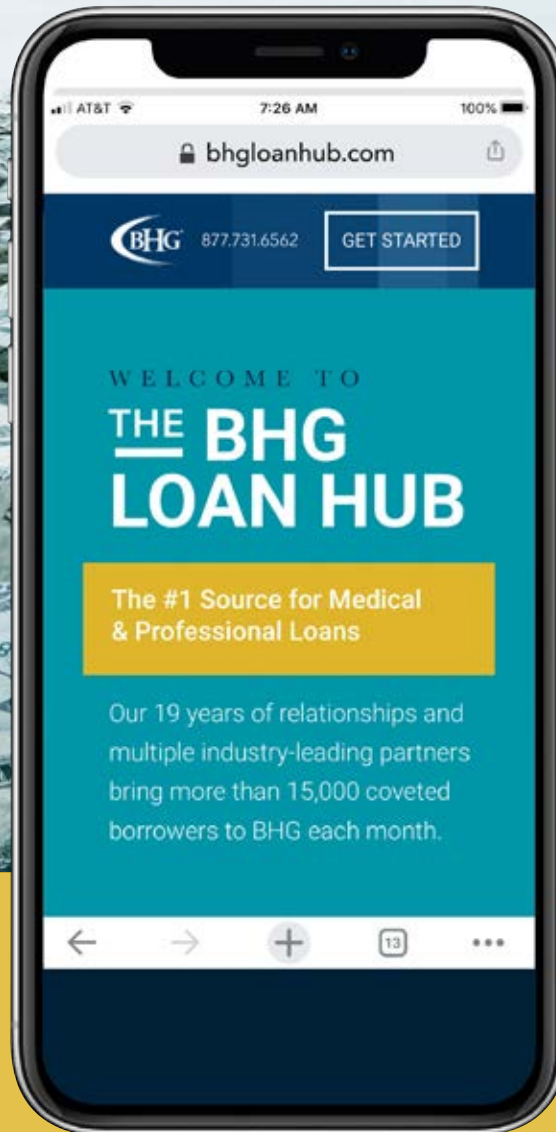 AT&T 7:26 AM 100%
bhgloanhub.com
BHG 877.731.6562 GET STARTED
WELCOME TO
THE BHG
LOAN HUB
The #1 Source for Medical
& Professional Loans
Our 19 years of relationships and
multiple industry-leading partners
bring more than 15,000 coveted
borrowers to BHG each month.
13